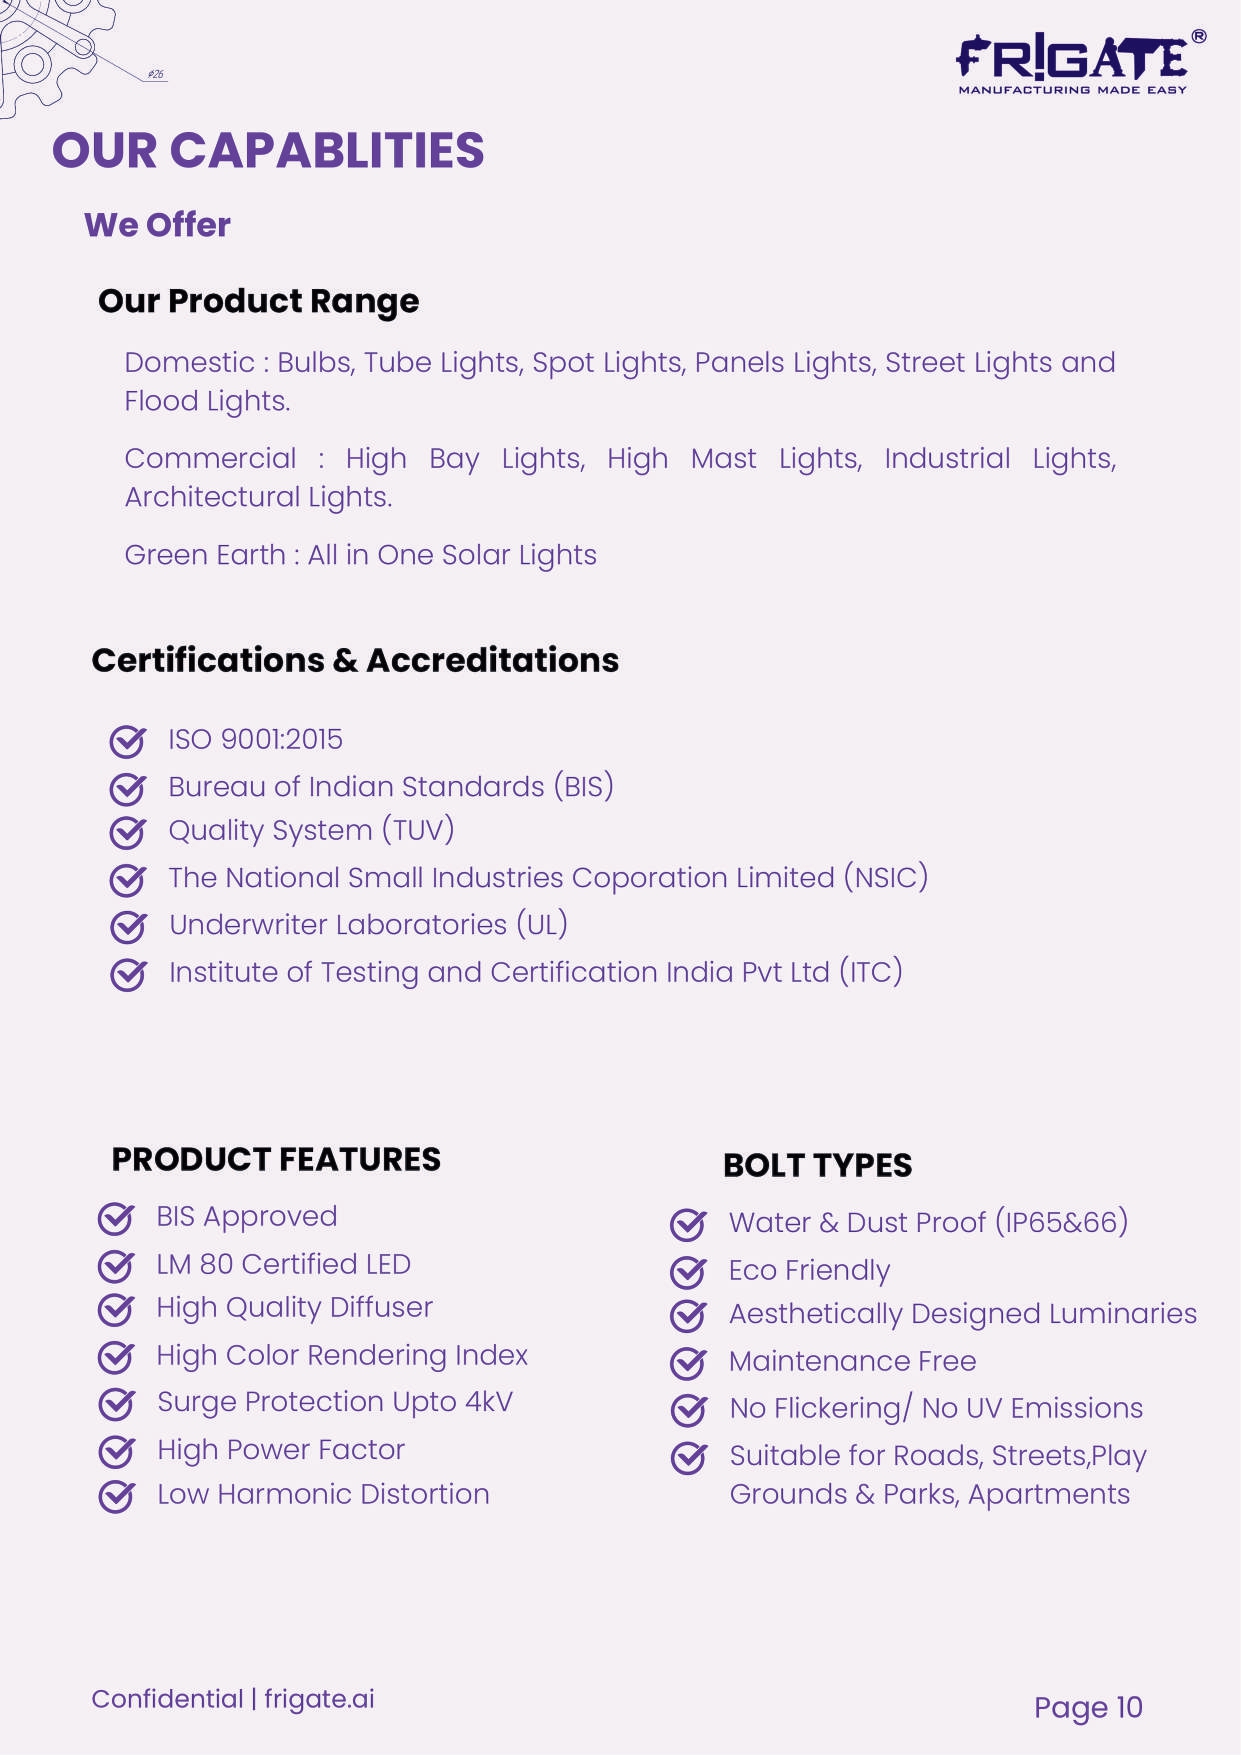 ø26
FR!GATE®
MANUFACTURING MADE EASY
OUR CAPABLITIES
We Offer
Our Product Range
Domestic : Bulbs, Tube Lights, Spot Lights, Panels Lights, Street Lights and
Flood Lights.
Commercial : High Bay Lights, High Mast Lights, Industrial Lights,
Architectural Lights.
Green Earth : All in One Solar Lights
Certifications & Accreditations
ISO 9001:2015
Bureau of Indian Standards (BIS)
Quality System (TUV)
The National Small Industries Coporation Limited (NSIC)
Underwriter Laboratories (UL)
Institute of Testing and Certification India Pvt Ltd (ITC)
PRODUCT FEATURES
BIS Approved
LM 80 Certified LED
High Quality Diffuser
High Color Rendering Index
Surge Protection Upto 4kV
High Power Factor
Low Harmonic Distortion
BOLT TYPES
Water & Dust Proof (IP65&66)
Eco Friendly
Aesthetically Designed Luminaries
Maintenance Free
No Flickering/ No UV Emissions
Suitable for Roads, Streets,Play
Grounds & Parks, Apartments
Confidential | frigate.ai
Page 10